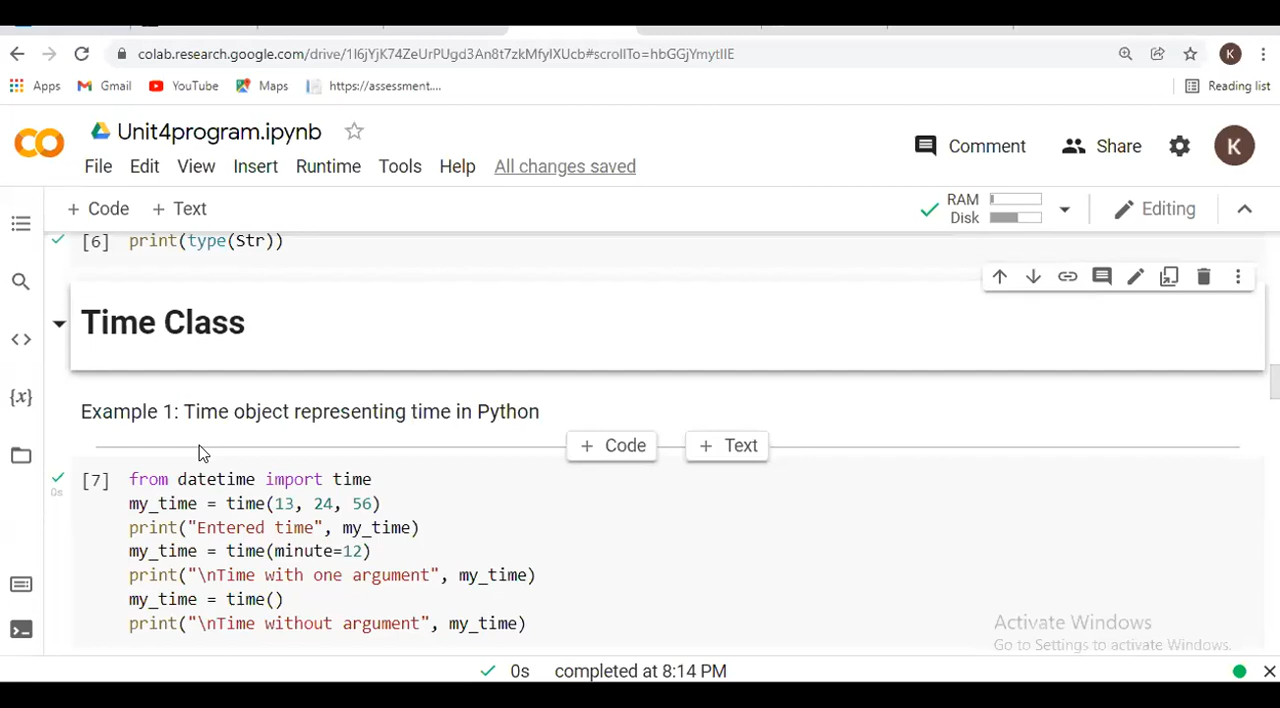 colab.research.google.com/drive/1I6jYjK74ZeUrPUgd3An8t7zkMfyIXUcb#scrollTo=hbGGjYmytIIE
K
Apps
Gmail
YouTube
Maps
https://assessment....
Reading list
Unit4program.ipynb
Comment
Share
K
File Edit View Insert Runtime Tools Help All changes saved
+ Code + Text
RAM
Disk
Editing
[6] print(type(Str))
Time Class
Example 1: Time object representing time in Python
+ Code + Text
[7] from datetime import time
0s
my_time = time(13, 24, 56)
print("Entered time", my_time)
my_time = time(minute=12)
print("\nTime with one argument", my_time)
my_time = time()
print("\nTime without argument", my_time)
Activate Windows
Go to Settings to activate Windows.
0s completed at 8:14 PM